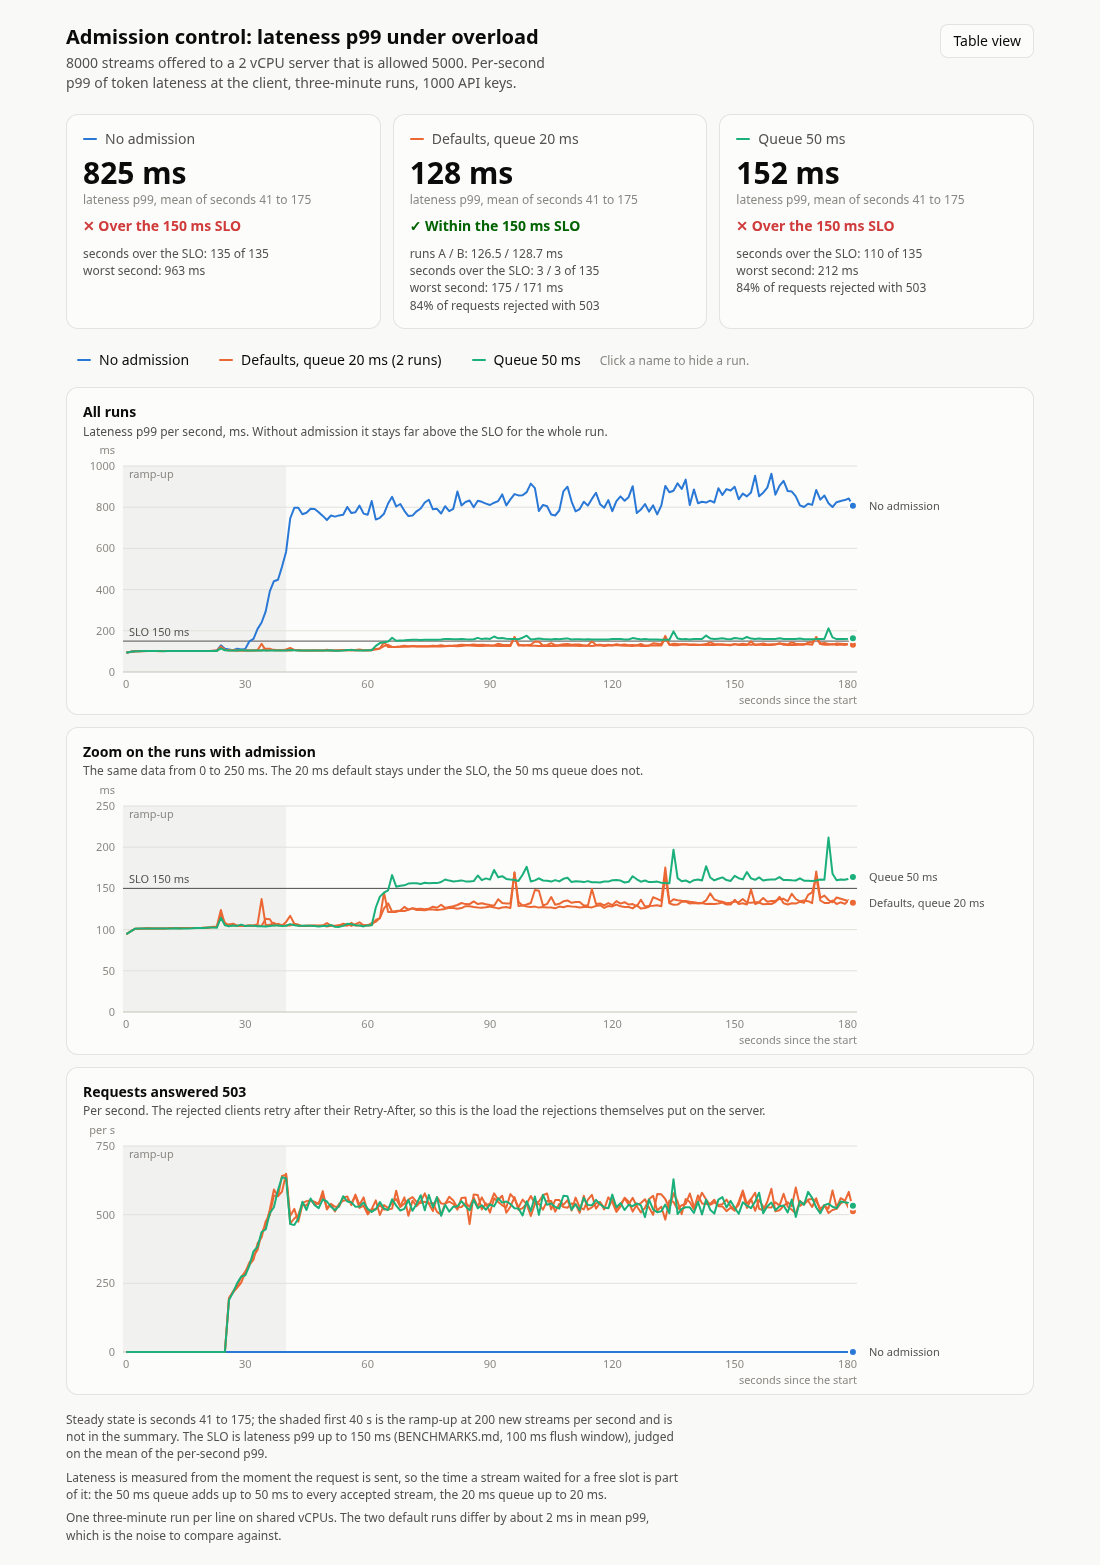 Admission control: lateness p99 under overload
Table view
8000 streams offered to a 2 vCPU server that is allowed 5000. Per-second
p99 of token lateness at the client, three-minute runs, 1000 API keys.
No admission
825 ms
lateness p99, mean of seconds 41 to 175
✕ Over the 150 ms SLO
seconds over the SLO: 135 of 135
worst second: 963 ms
Defaults, queue 20 ms
128 ms
lateness p99, mean of seconds 41 to 175
✓ Within the 150 ms SLO
runs A / B: 126.5 / 128.7 ms
seconds over the SLO: 3 / 3 of 135
worst second: 175 / 171 ms
84% of requests rejected with 503
Queue 50 ms
152 ms
lateness p99, mean of seconds 41 to 175
✕ Over the 150 ms SLO
seconds over the SLO: 110 of 135
worst second: 212 ms
84% of requests rejected with 503
No admission Defaults, queue 20 ms (2 runs) Queue 50 ms Click a name to hide a run.
All runs
Lateness p99 per second, ms. Without admission it stays far above the SLO for the whole run.
ms
1000
ramp-up
800
No admission
600
400
200
SLO 150 ms
0
0 30 60 90 120 150 180
seconds since the start
Zoom on the runs with admission
The same data from 0 to 250 ms. The 20 ms default stays under the SLO, the 50 ms queue does not.
ms
250
ramp-up
200
SLO 150 ms
Queue 50 ms
150
Defaults, queue 20 ms
100
50
0
0 30 60 90 120 150 180
seconds since the start
Requests answered 503
Per second. The rejected clients retry after their Retry-After, so this is the load the rejections themselves put on the server.
per s
750
ramp-up
500
250
0
No admission
0 30 60 90 120 150 180
seconds since the start
Steady state is seconds 41 to 175; the shaded first 40 s is the ramp-up at 200 new streams per second and is
not in the summary. The SLO is lateness p99 up to 150 ms (BENCHMARKS.md, 100 ms flush window), judged
on the mean of the per-second p99.
Lateness is measured from the moment the request is sent, so the time a stream waited for a free slot is part
of it: the 50 ms queue adds up to 50 ms to every accepted stream, the 20 ms queue up to 20 ms.
One three-minute run per line on shared vCPUs. The two default runs differ by about 2 ms in mean p99,
which is the noise to compare against.